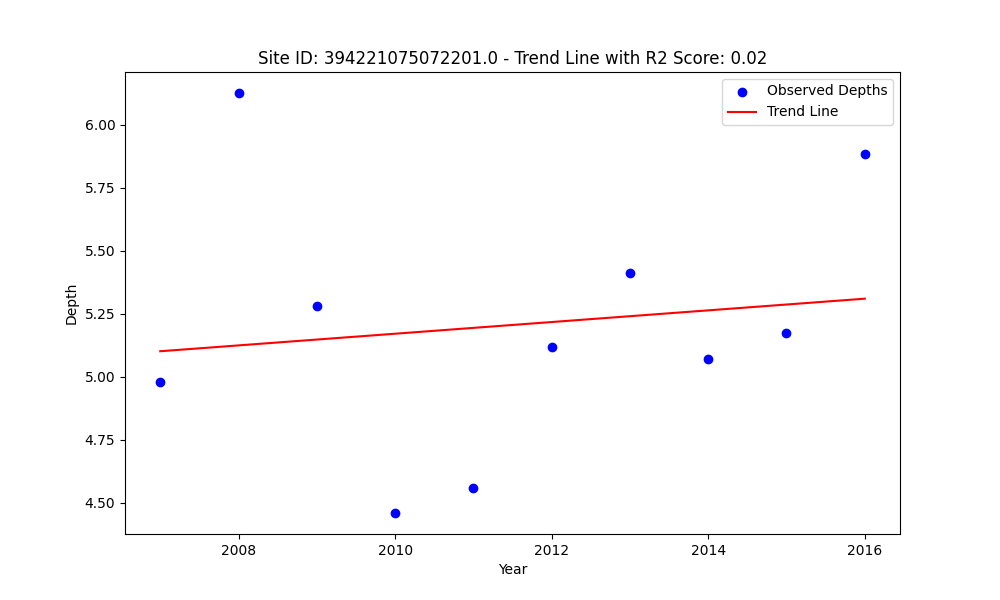 Site ID: 394221075072201.0 - Trend Line with R2 Score: 0.02
Observed Depths
Trend Line
6.00
5.75
5.50
5.25
5.00
4.75
4.50
Depth
2008
2010
2012
2014
2016
Year